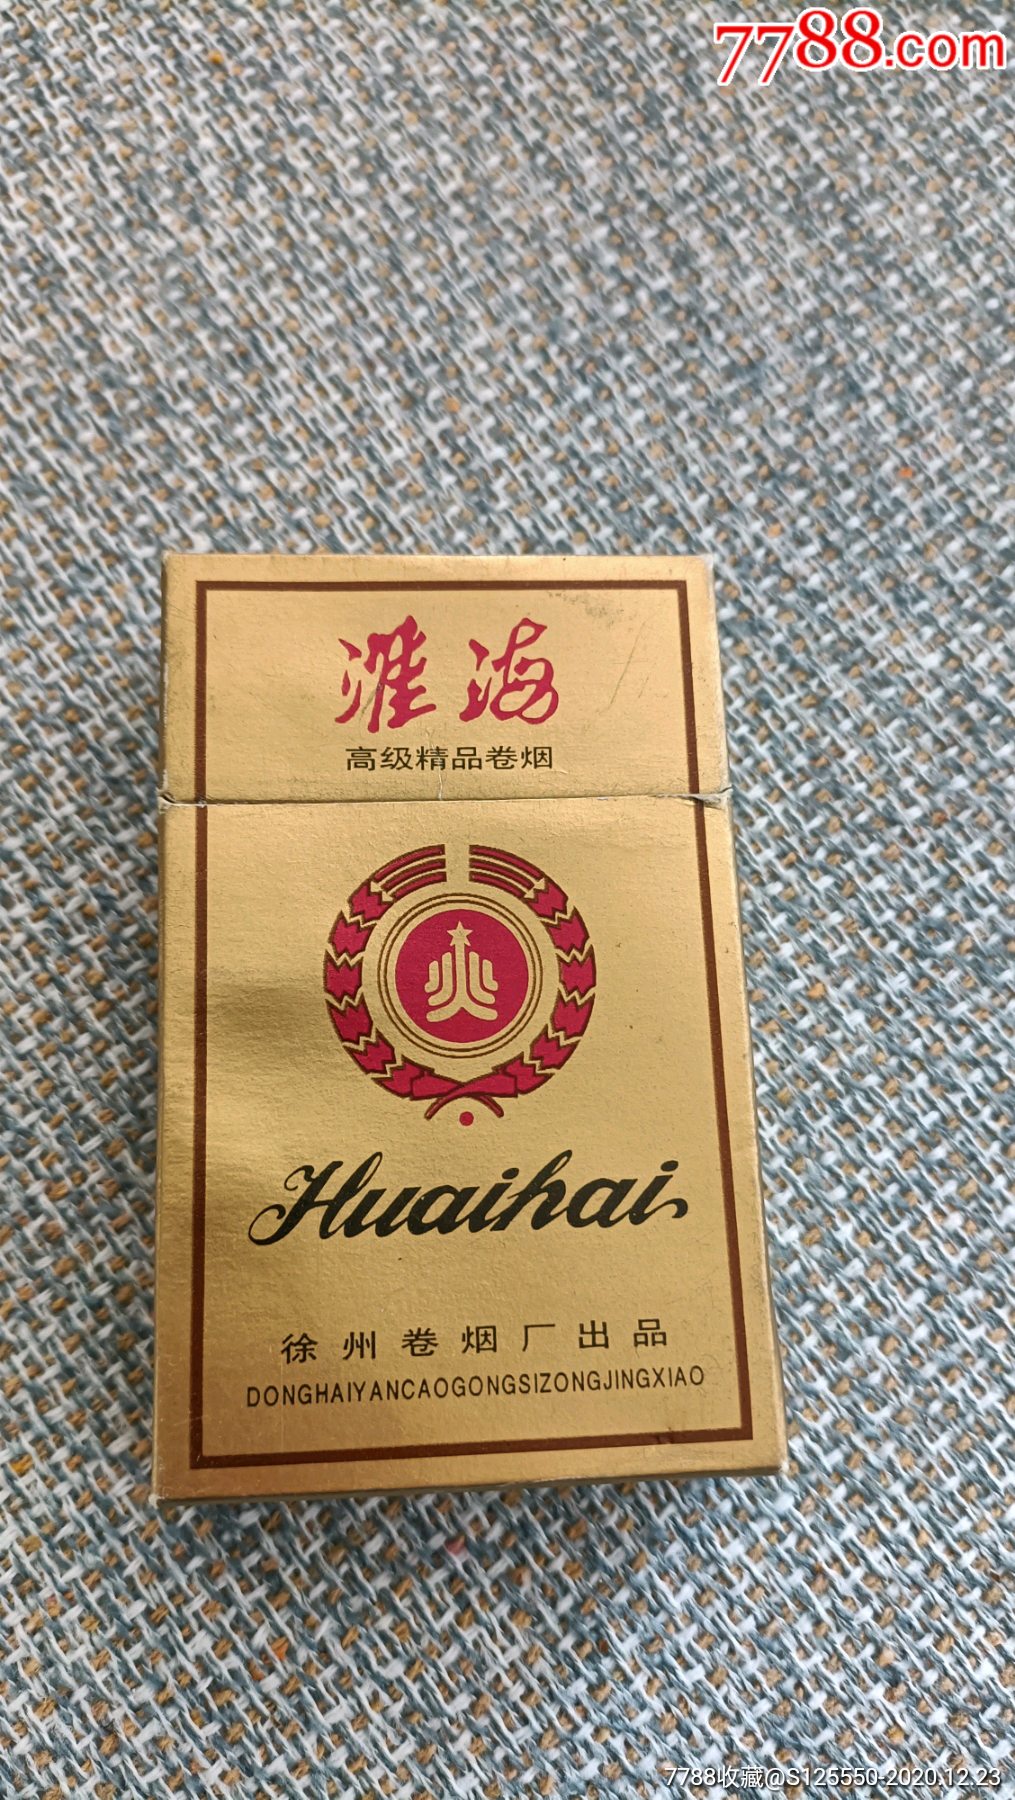 7788.com
淮海
高级精品卷烟
Huaihai
徐州卷烟厂出品
DONGHAIYANCAOGONGSIZONGJINGXIAO
7788收藏@S125550-2020.12.23